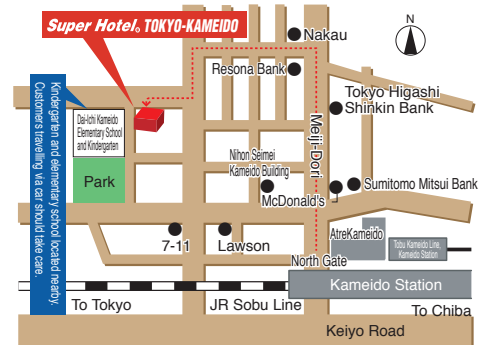 Super Hotel. TOKYO-KAMEIDO
N
Nakau
Resona Bank
Tokyo Higashi
Shinkin Bank
Kindergarten and elementary school located nearby.
Customers travelling via car should take care.
Dai-Ichi Kameido
Elementary School
and Kindergarten
Meiji-Dori
Nihon Seimei
Kameido Building
Park
McDonald's
Sumitomo Mitsui Bank
7-11
Lawson
AtreKameido
Tobu Kameido Line,
Kameido Station
North Gate
Kameido Station
To Tokyo
JR Sobu Line
To Chiba
Keiyo Road